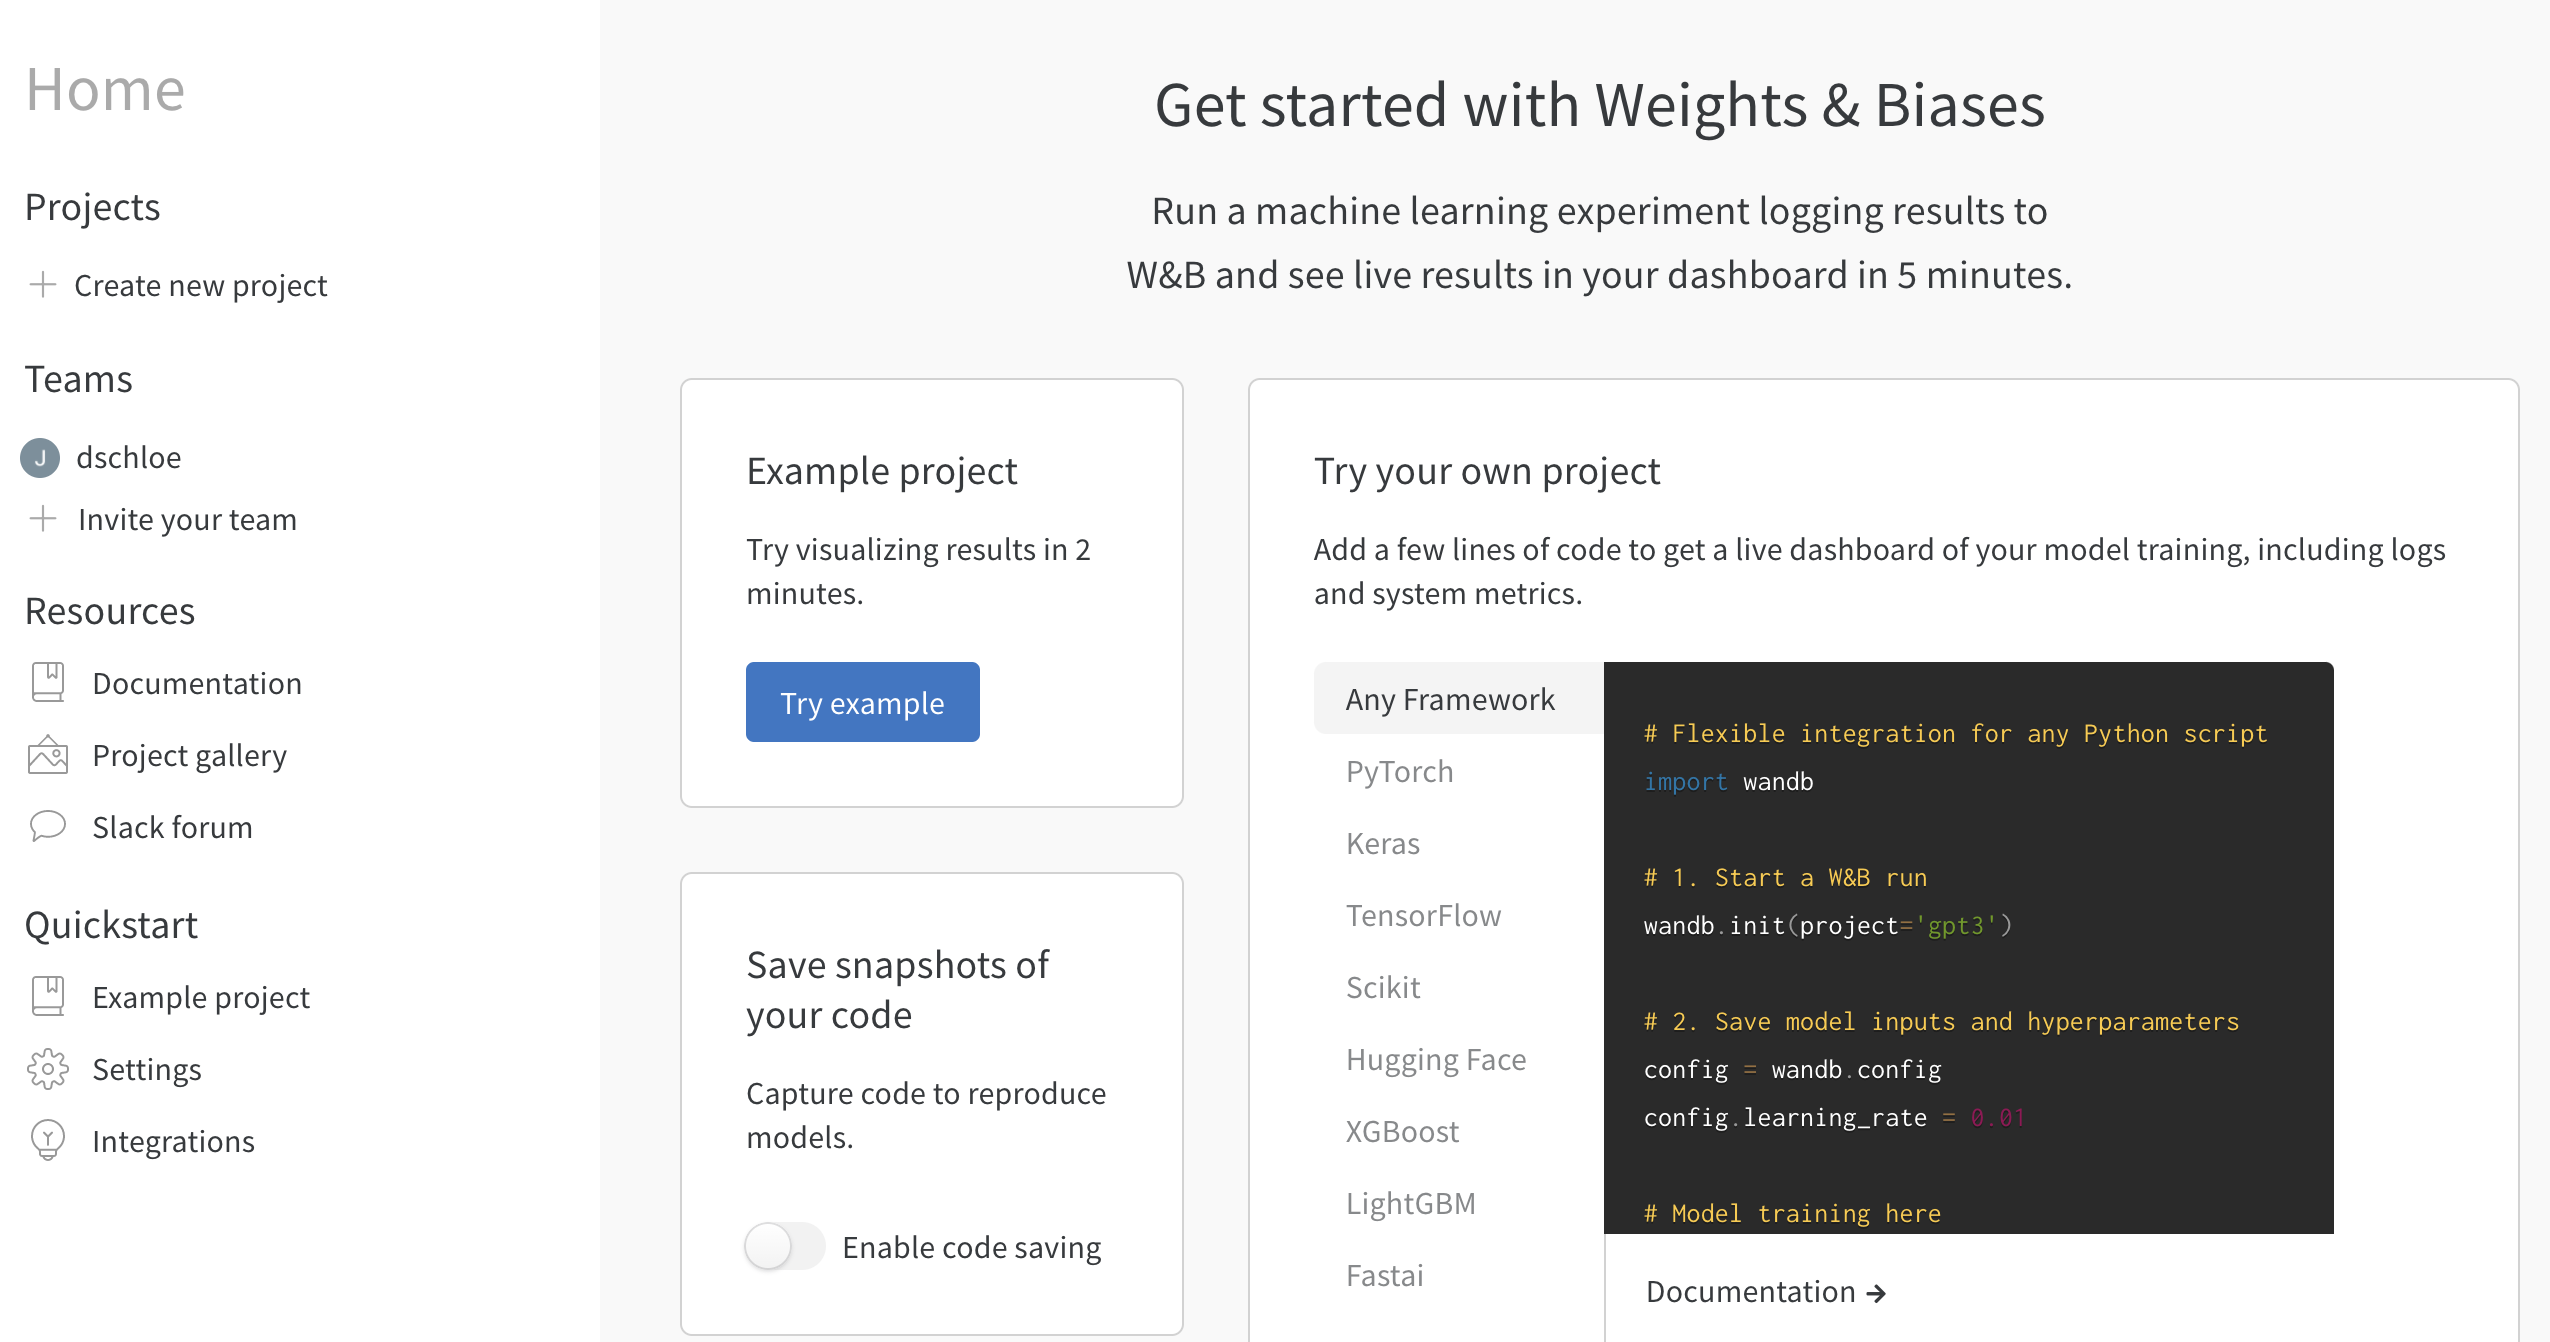 Home
Projects
Create new project
Teams
J dschloe
Invite your team
Resources
Documentation
Project gallery
Slack forum
Quickstart
Example project
Settings
Integrations
Get started with Weights & Biases
Run a machine learning experiment logging results to
W&B and see live results in your dashboard in 5 minutes.
Example project
Try visualizing results in 2
minutes.
Try example
Save snapshots of
your code
Capture code to reproduce
models.
Enable code saving
Try your own project
Add a few lines of code to get a live dashboard of your model training, including logs
and system metrics.
Any Framework
PyTorch
Keras
TensorFlow
Scikit
Hugging Face
XGBoost
LightGBM
Fastai
# Flexible integration for any Python script
import wandb
# 1. Start a W&B run
wandb.init(project='gpt3')
# 2. Save model inputs and hyperparameters
config = wandb.config
config.learning_rate = 0.01
# Model training here
Documentation →